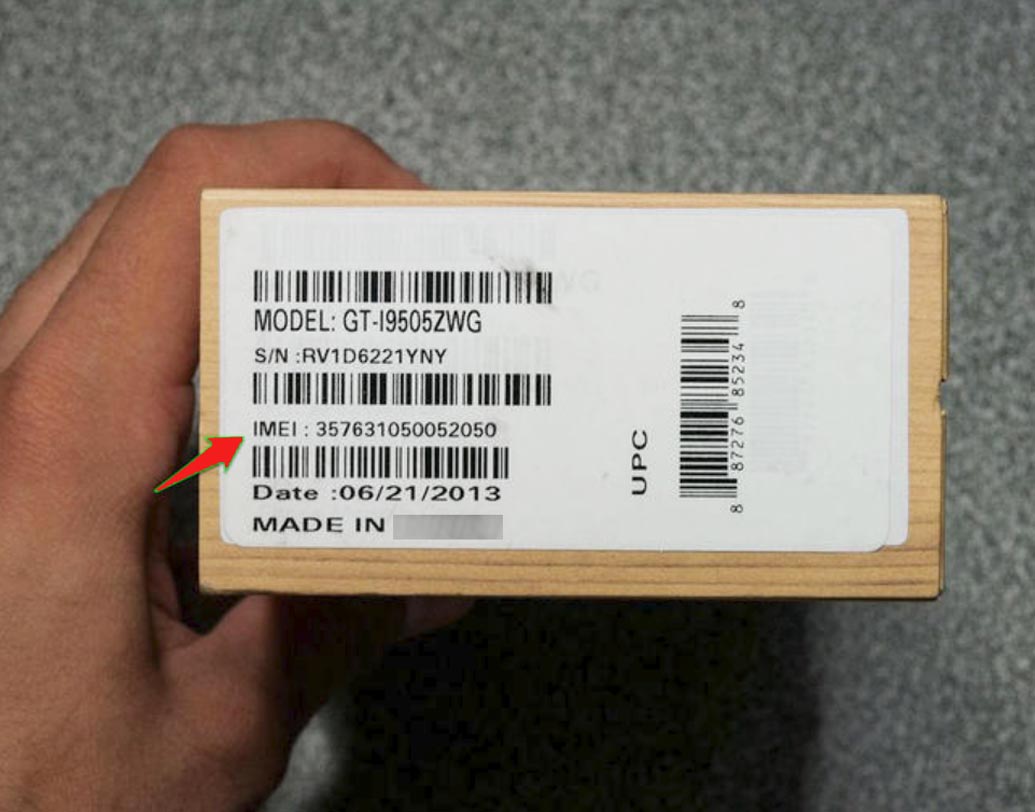 MODEL: GT-I9505ZWG
S/N :RV1D6221YNY
IMEI : 357631050052050
Date :06/21/2013
MADE IN
UPC
8 87276 85234 8